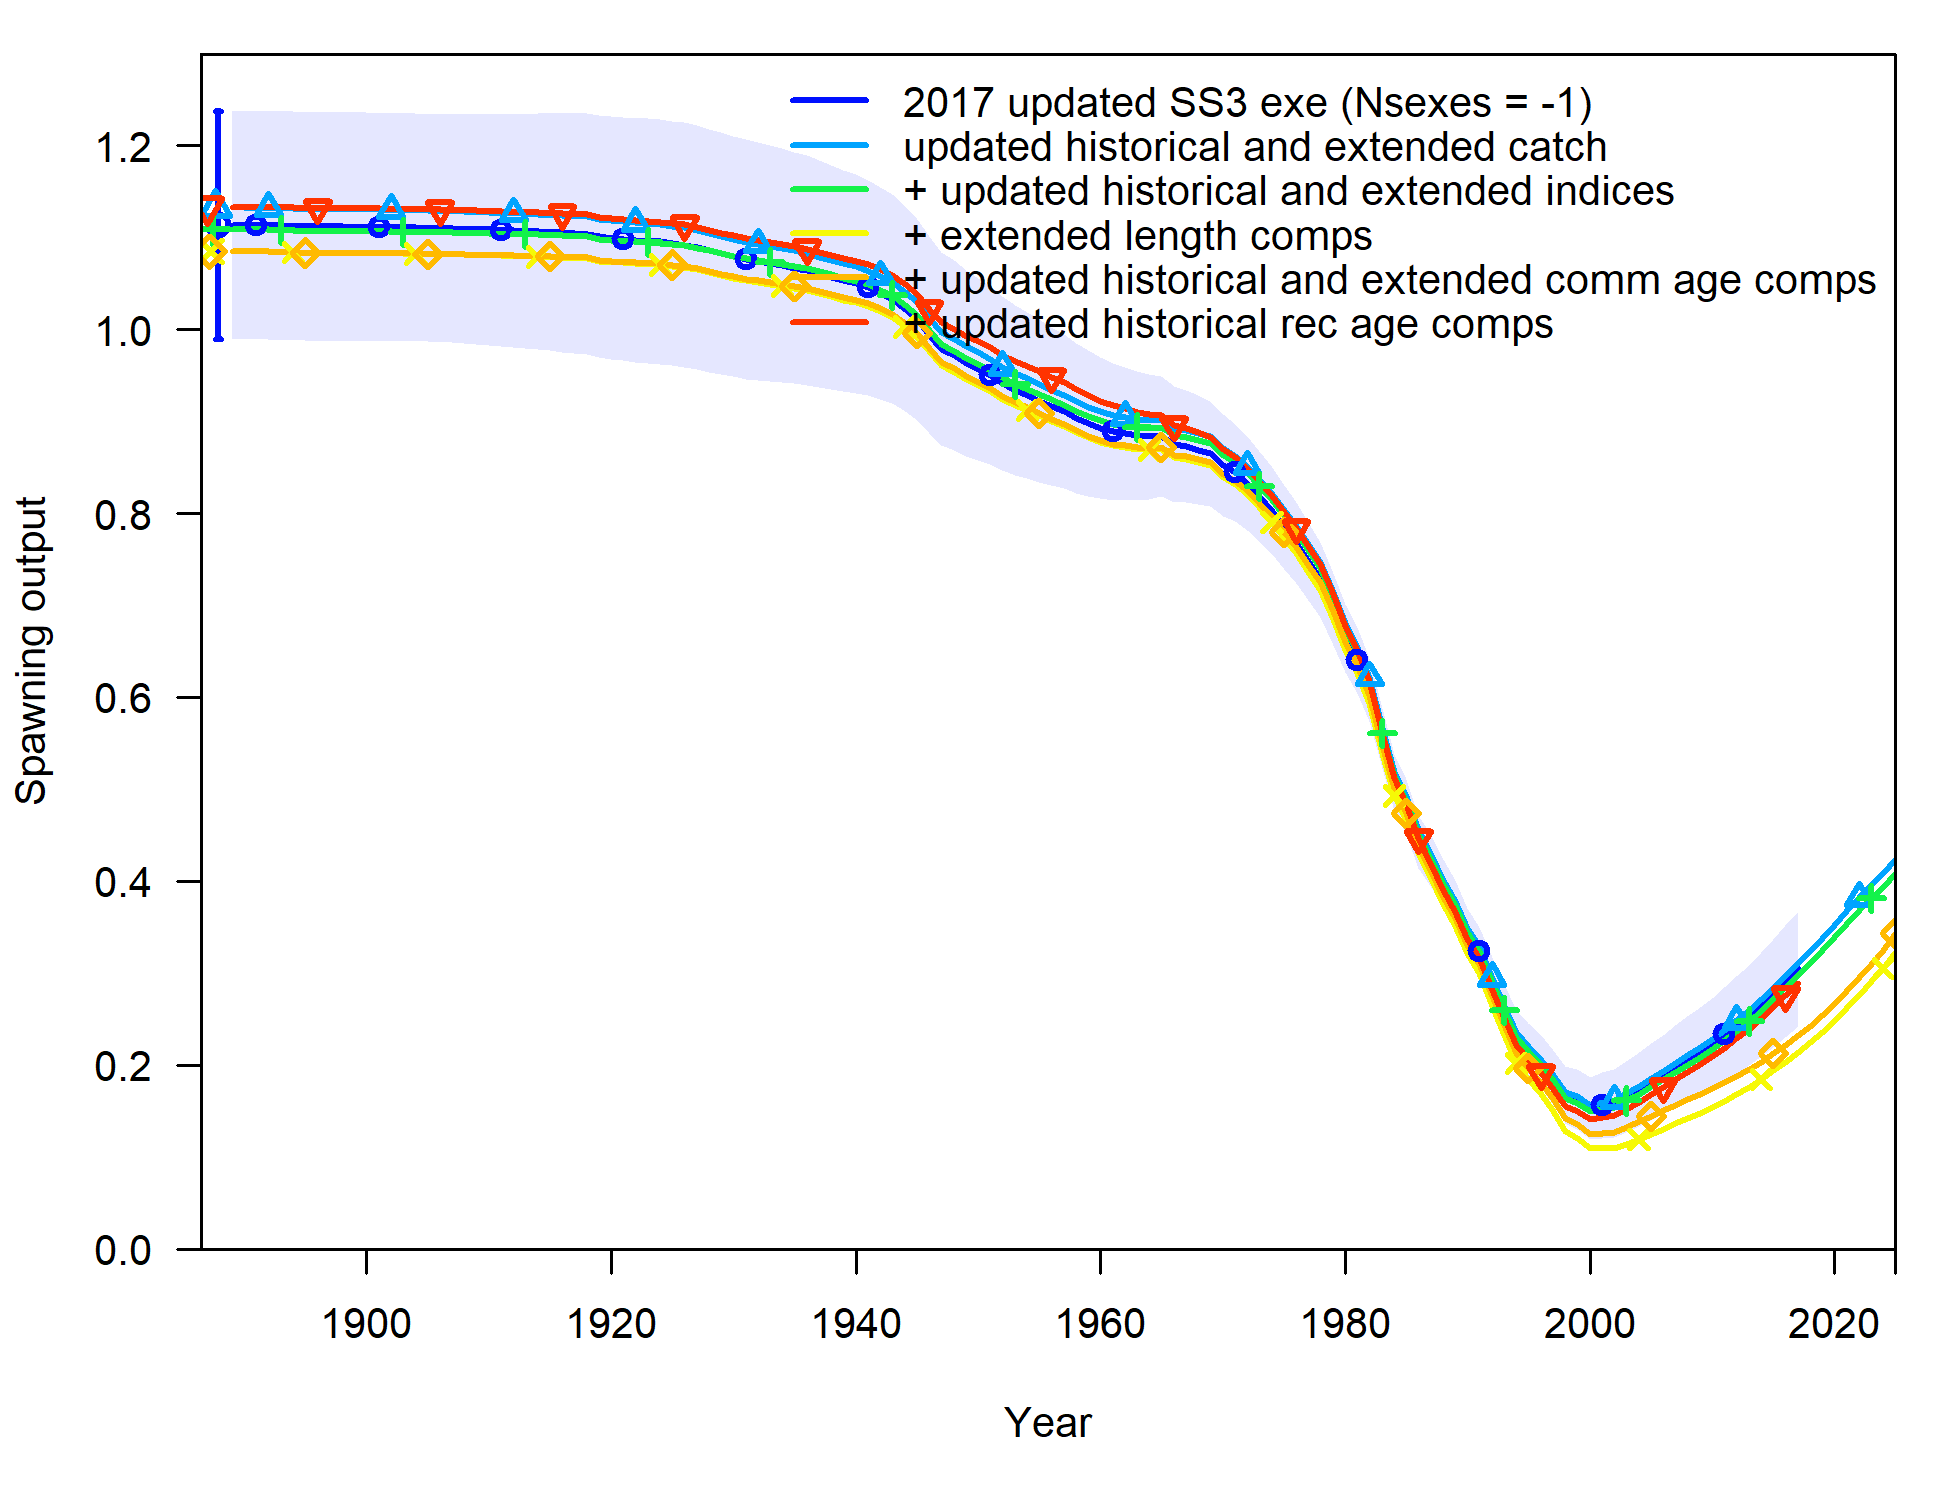 2017 updated SS3 exe (Nsexes = -1)
updated historical and extended catch
+ updated historical and extended indices
+ extended length comps
+ updated historical and extended comm age comps
+ updated historical rec age comps
Spawning output
1.2
1.0
0.8
0.6
0.4
0.2
0.0
1900 1920 1940 1960 1980 2000 2020
Year